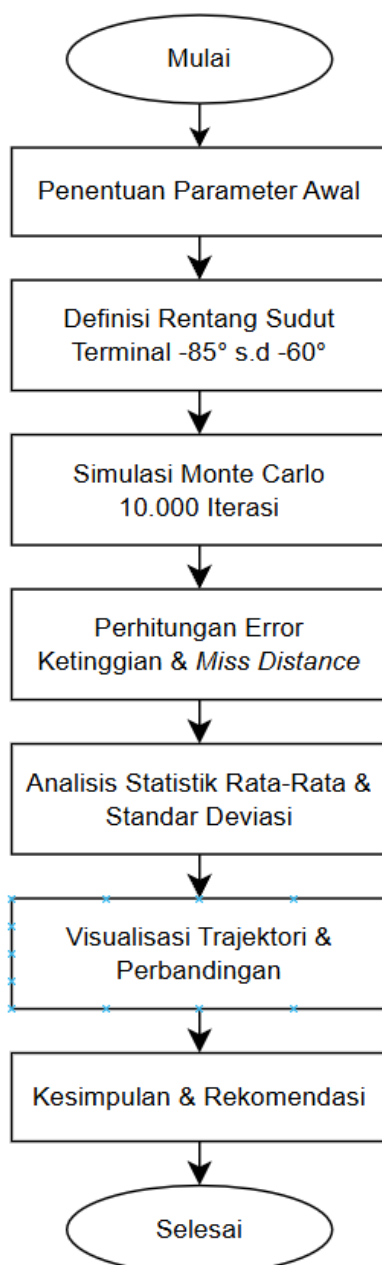 Mulai
Penentuan Parameter Awal
Definisi Rentang Sudut
Terminal -85° s.d -60°
Simulasi Monte Carlo
10.000 Iterasi
Perhitungan Error
Ketinggian & Miss Distance
Analisis Statistik Rata-Rata &
Standar Deviasi
Visualisasi Trajektori &
Perbandingan
Kesimpulan & Rekomendasi
Selesai